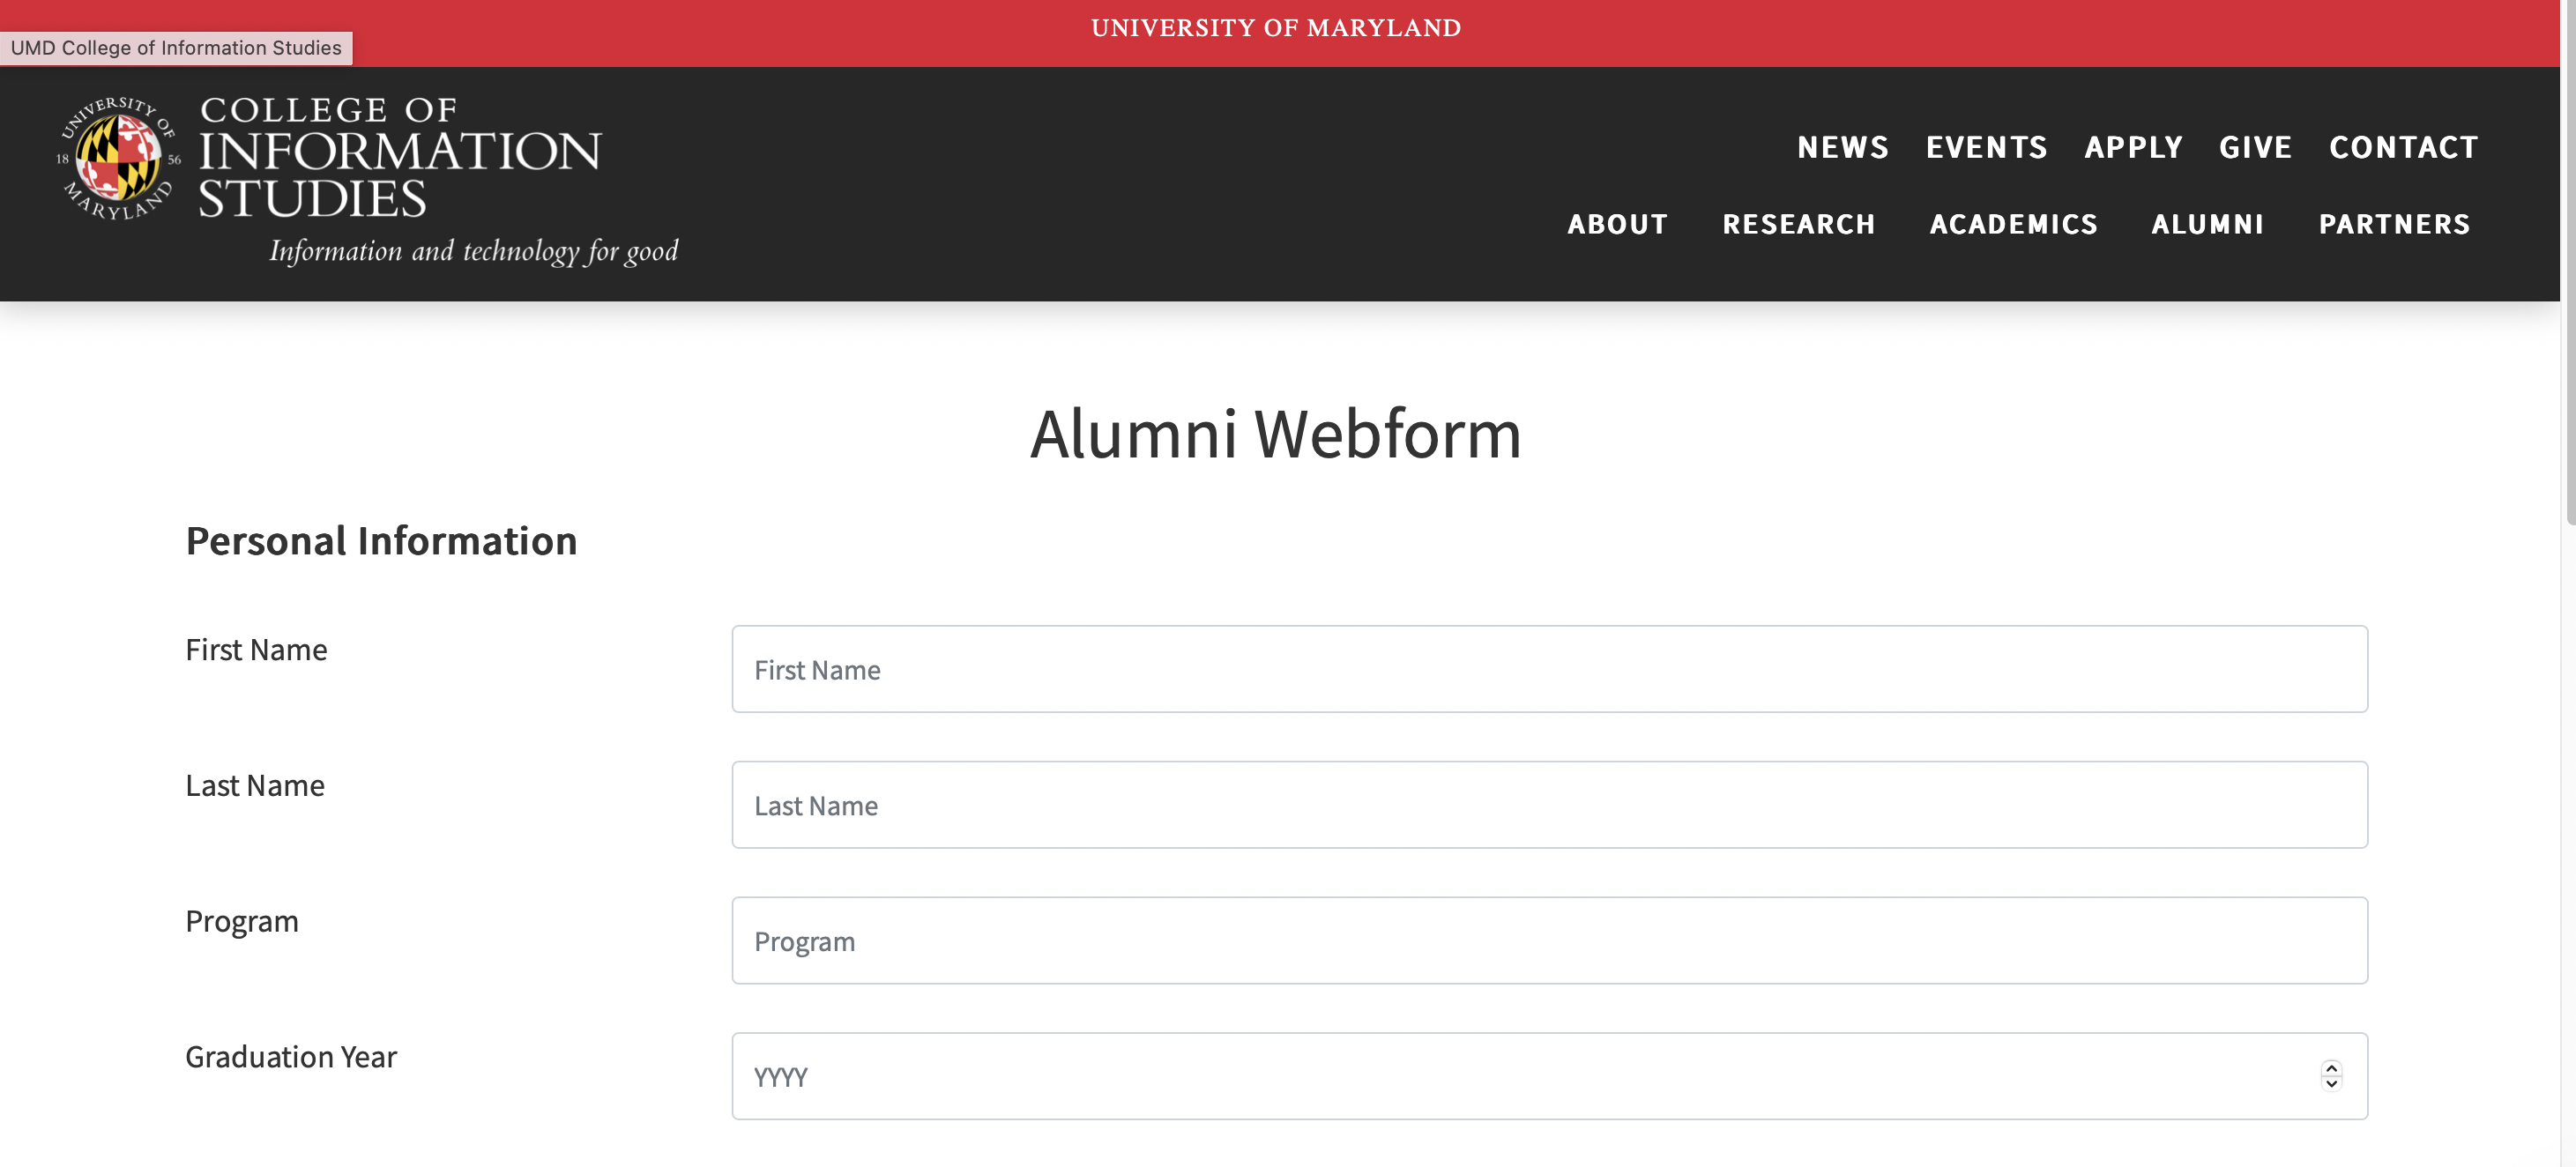 UNIVERSITY OF MARYLAND
UMD College of Information Studies
UNIVERSITY OF
18 56
MARYLAND
COLLEGE OF
INFORMATION
STUDIES
Information and technology for good
NEWS EVENTS APPLY GIVE CONTACT
ABOUT RESEARCH ACADEMICS ALUMNI PARTNERS
Alumni Webform
Personal Information
First Name
First Name
Last Name
Last Name
Program
Program
Graduation Year
YYYY